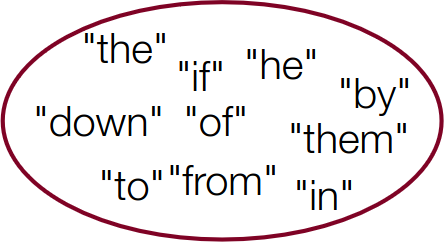 "the"
"if" "he"
"by"
"down" "of"
"them"
"to" "from" "in"